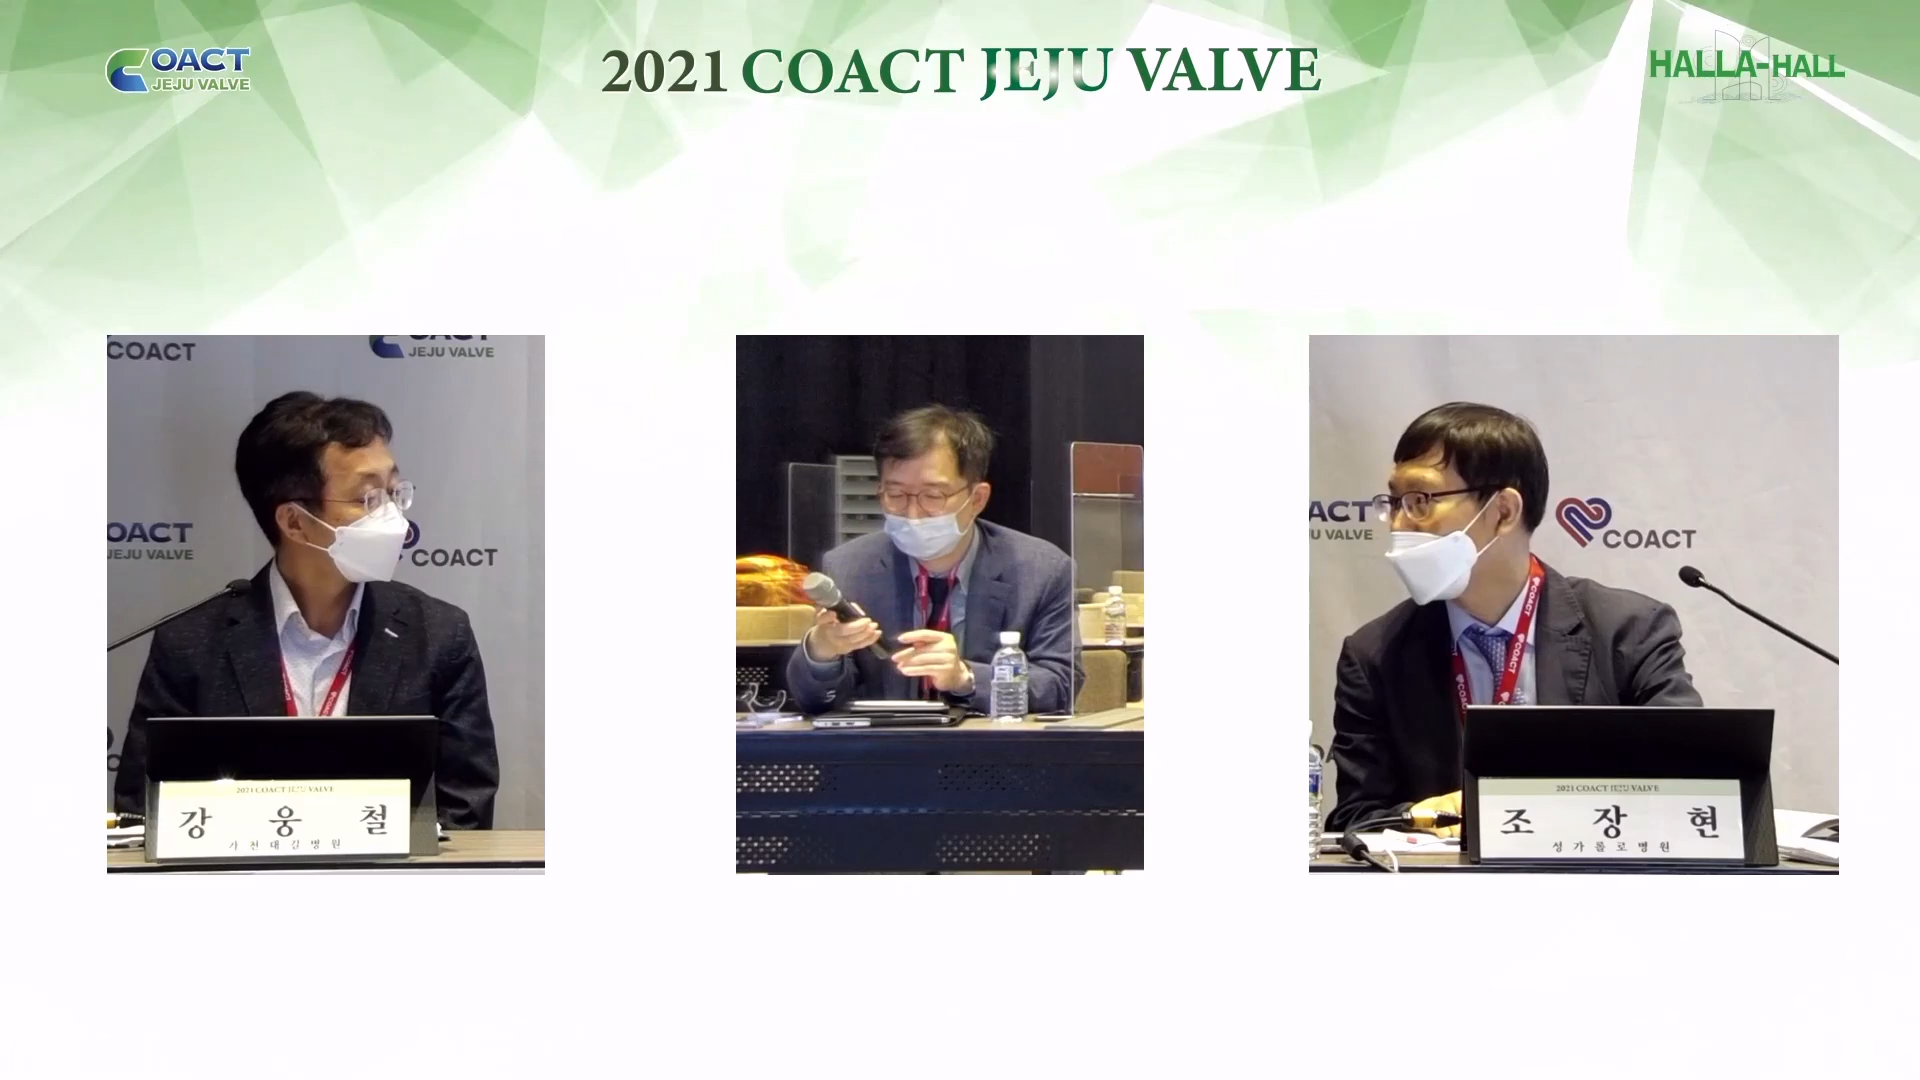 COACT
JEJU VALVE
2021 COACT JEJU VALVE
HALLA-HALL
COACT
COACT
JEJU VALVE
OACT
JEJU VALVE
COACT
2021 COACT JEJU VALVE
강 웅 철
가천대길병원
ACT
U VALVE
COACT
COACT
COACT
2021 COACT JEJU VALVE
조 장 현
성가롤로병원